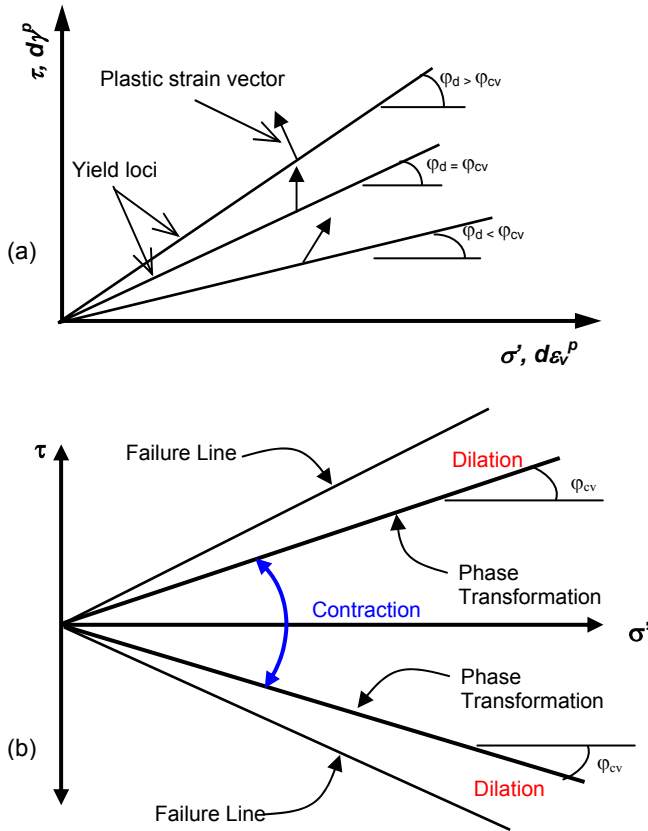 τ, dγᵖ
Plastic strain vector
φd > φcv
Yield loci
φd = φcv
φd < φcv
(a)
σ', dεvᵖ
τ
Failure Line
Dilation
φcv
Phase
Transformation
Contraction
σ'
Phase
Transformation
(b)
φcv
Dilation
Failure Line